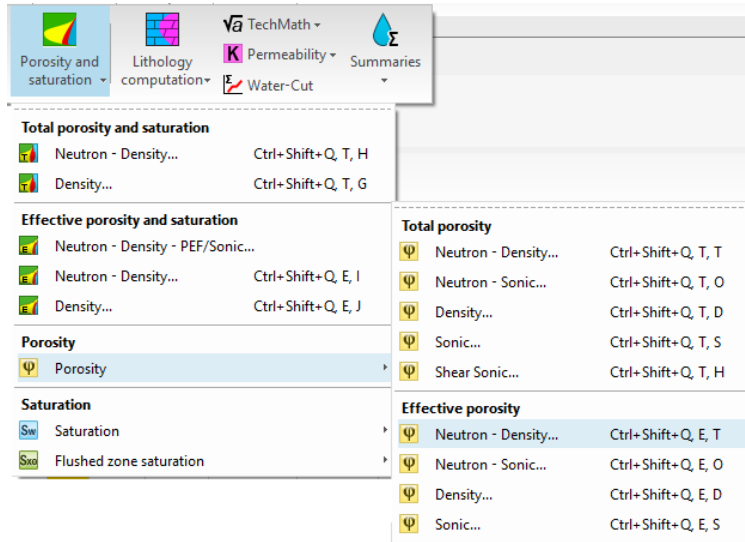 Porosity and saturation
Lithology computation
√a TechMath
K Permeability
Σ Water-Cut
Σ Summaries
Total porosity and saturation
T Neutron - Density... Ctrl+Shift+Q, T, H
T Density... Ctrl+Shift+Q, T, G
Effective porosity and saturation
E Neutron - Density - PEF/Sonic...
E Neutron - Density... Ctrl+Shift+Q, E, I
E Density... Ctrl+Shift+Q, E, J
Porosity
φ Porosity
Saturation
Sw Saturation
Sxo Flushed zone saturation
Total porosity
φ Neutron - Density... Ctrl+Shift+Q, T, T
φ Neutron - Sonic... Ctrl+Shift+Q, T, O
φ Density... Ctrl+Shift+Q, T, D
φ Sonic... Ctrl+Shift+Q, T, S
φ Shear Sonic... Ctrl+Shift+Q, T, H
Effective porosity
φ Neutron - Density... Ctrl+Shift+Q, E, T
φ Neutron - Sonic... Ctrl+Shift+Q, E, O
φ Density... Ctrl+Shift+Q, E, D
φ Sonic... Ctrl+Shift+Q, E, S